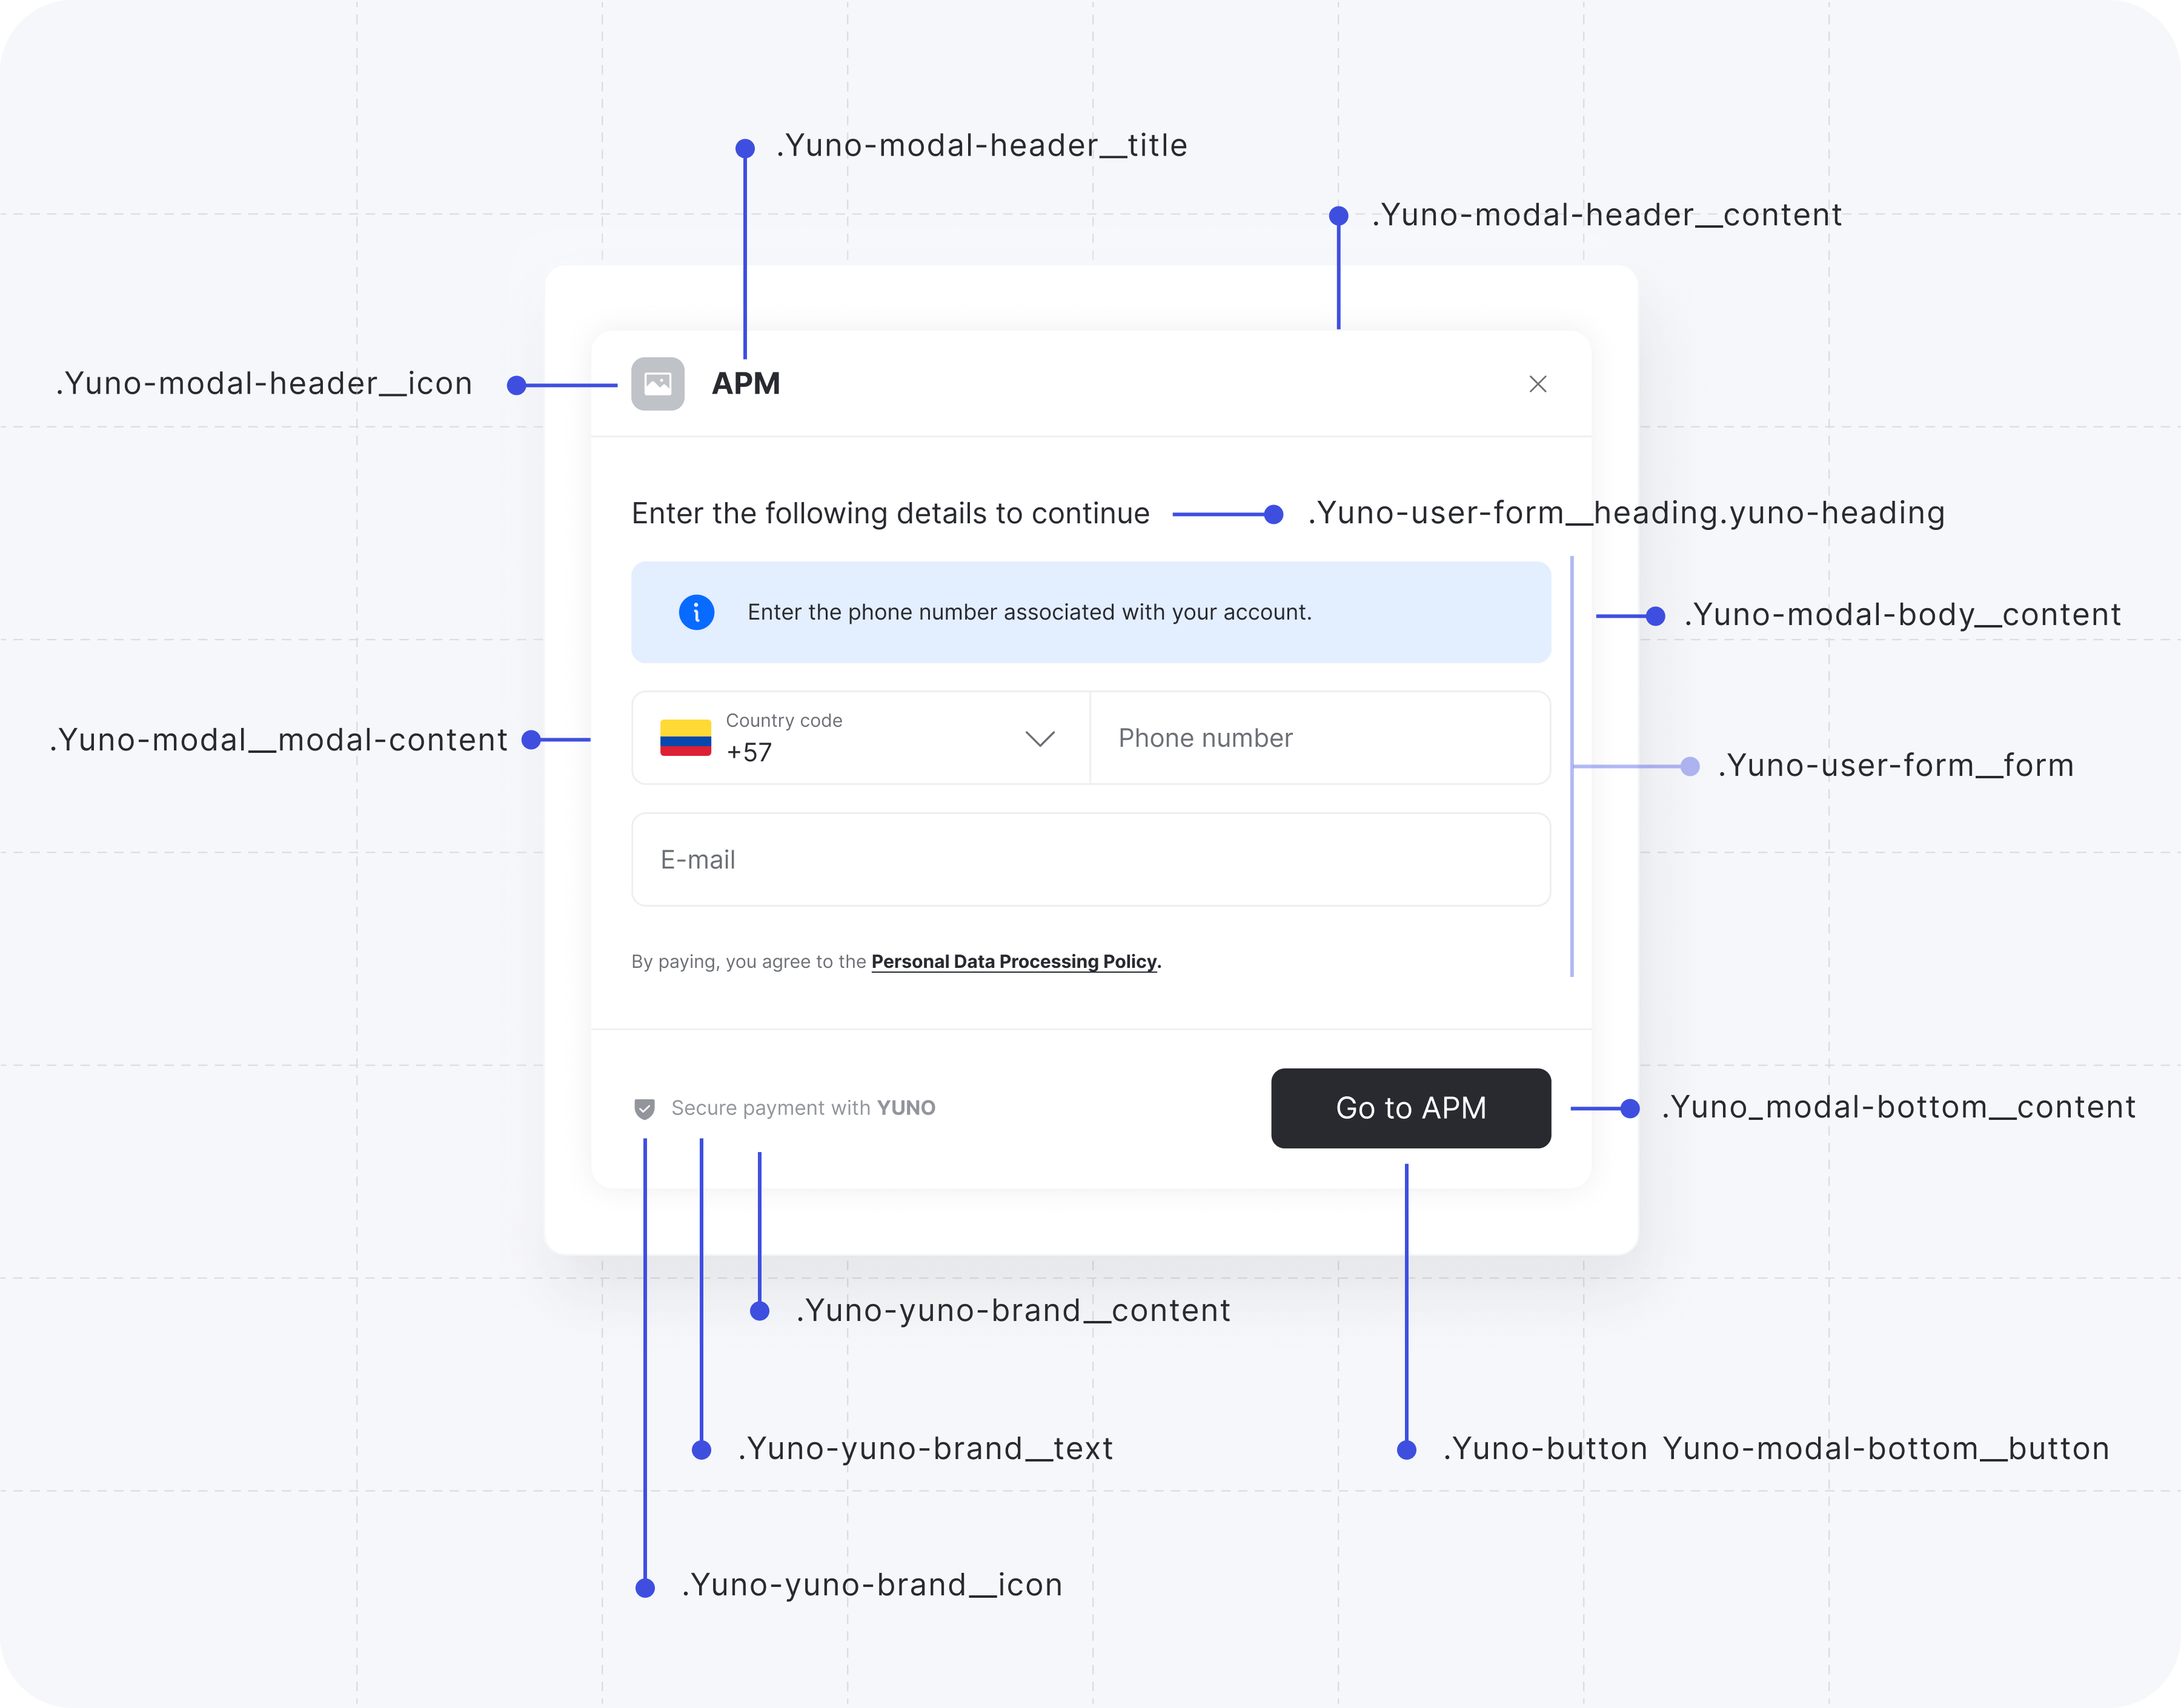 .Yuno-modal-header__title
.Yuno-modal-header__content
.Yuno-modal-header__icon
APM
Enter the following details to continue
.Yuno-user-form__heading.yuno-heading
Enter the phone number associated with your account.
.Yuno-modal-body__content
Country code
+57
Phone number
.Yuno-modal__modal-content
.Yuno-user-form__form
E-mail
By paying, you agree to the Personal Data Processing Policy.
Secure payment with YUNO
Go to APM
.Yuno_modal-bottom__content
.Yuno-yuno-brand__content
.Yuno-yuno-brand__text
.Yuno-button Yuno-modal-bottom__button
.Yuno-yuno-brand__icon